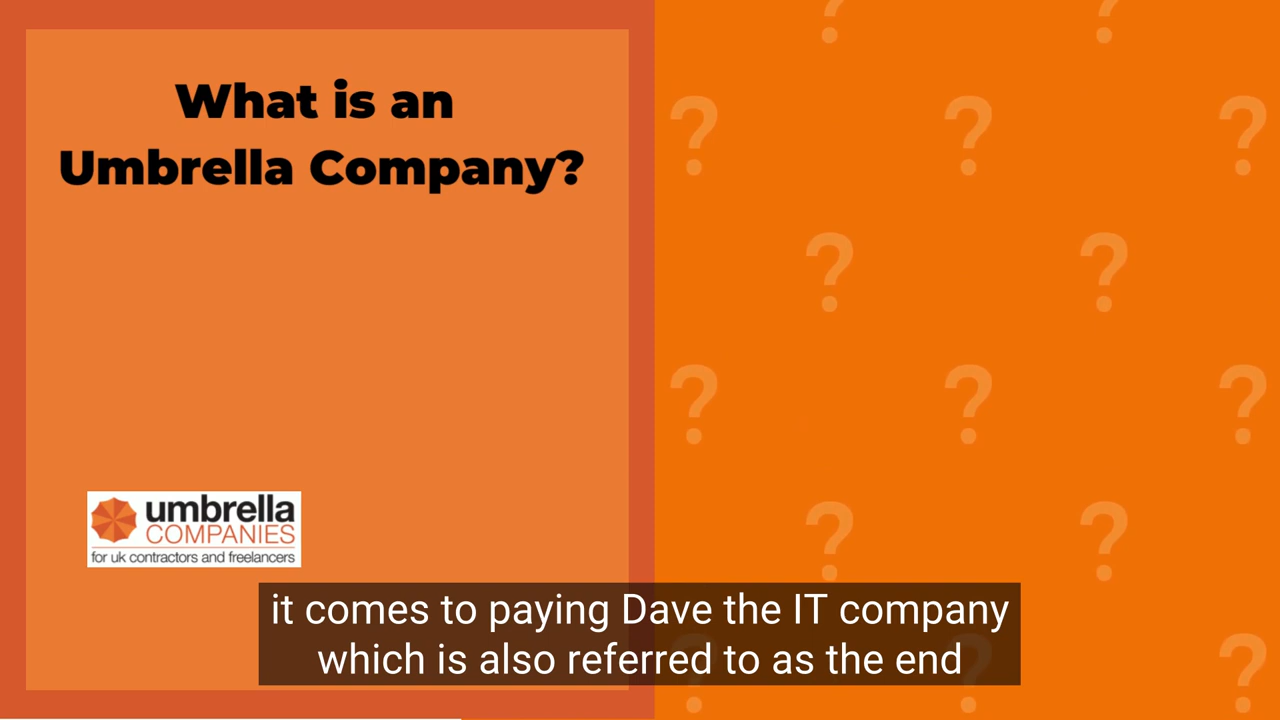 What is an
Umbrella Company?
umbrella
COMPANIES
for uk contractors and freelancers
it comes to paying Dave the IT company
which is also referred to as the end